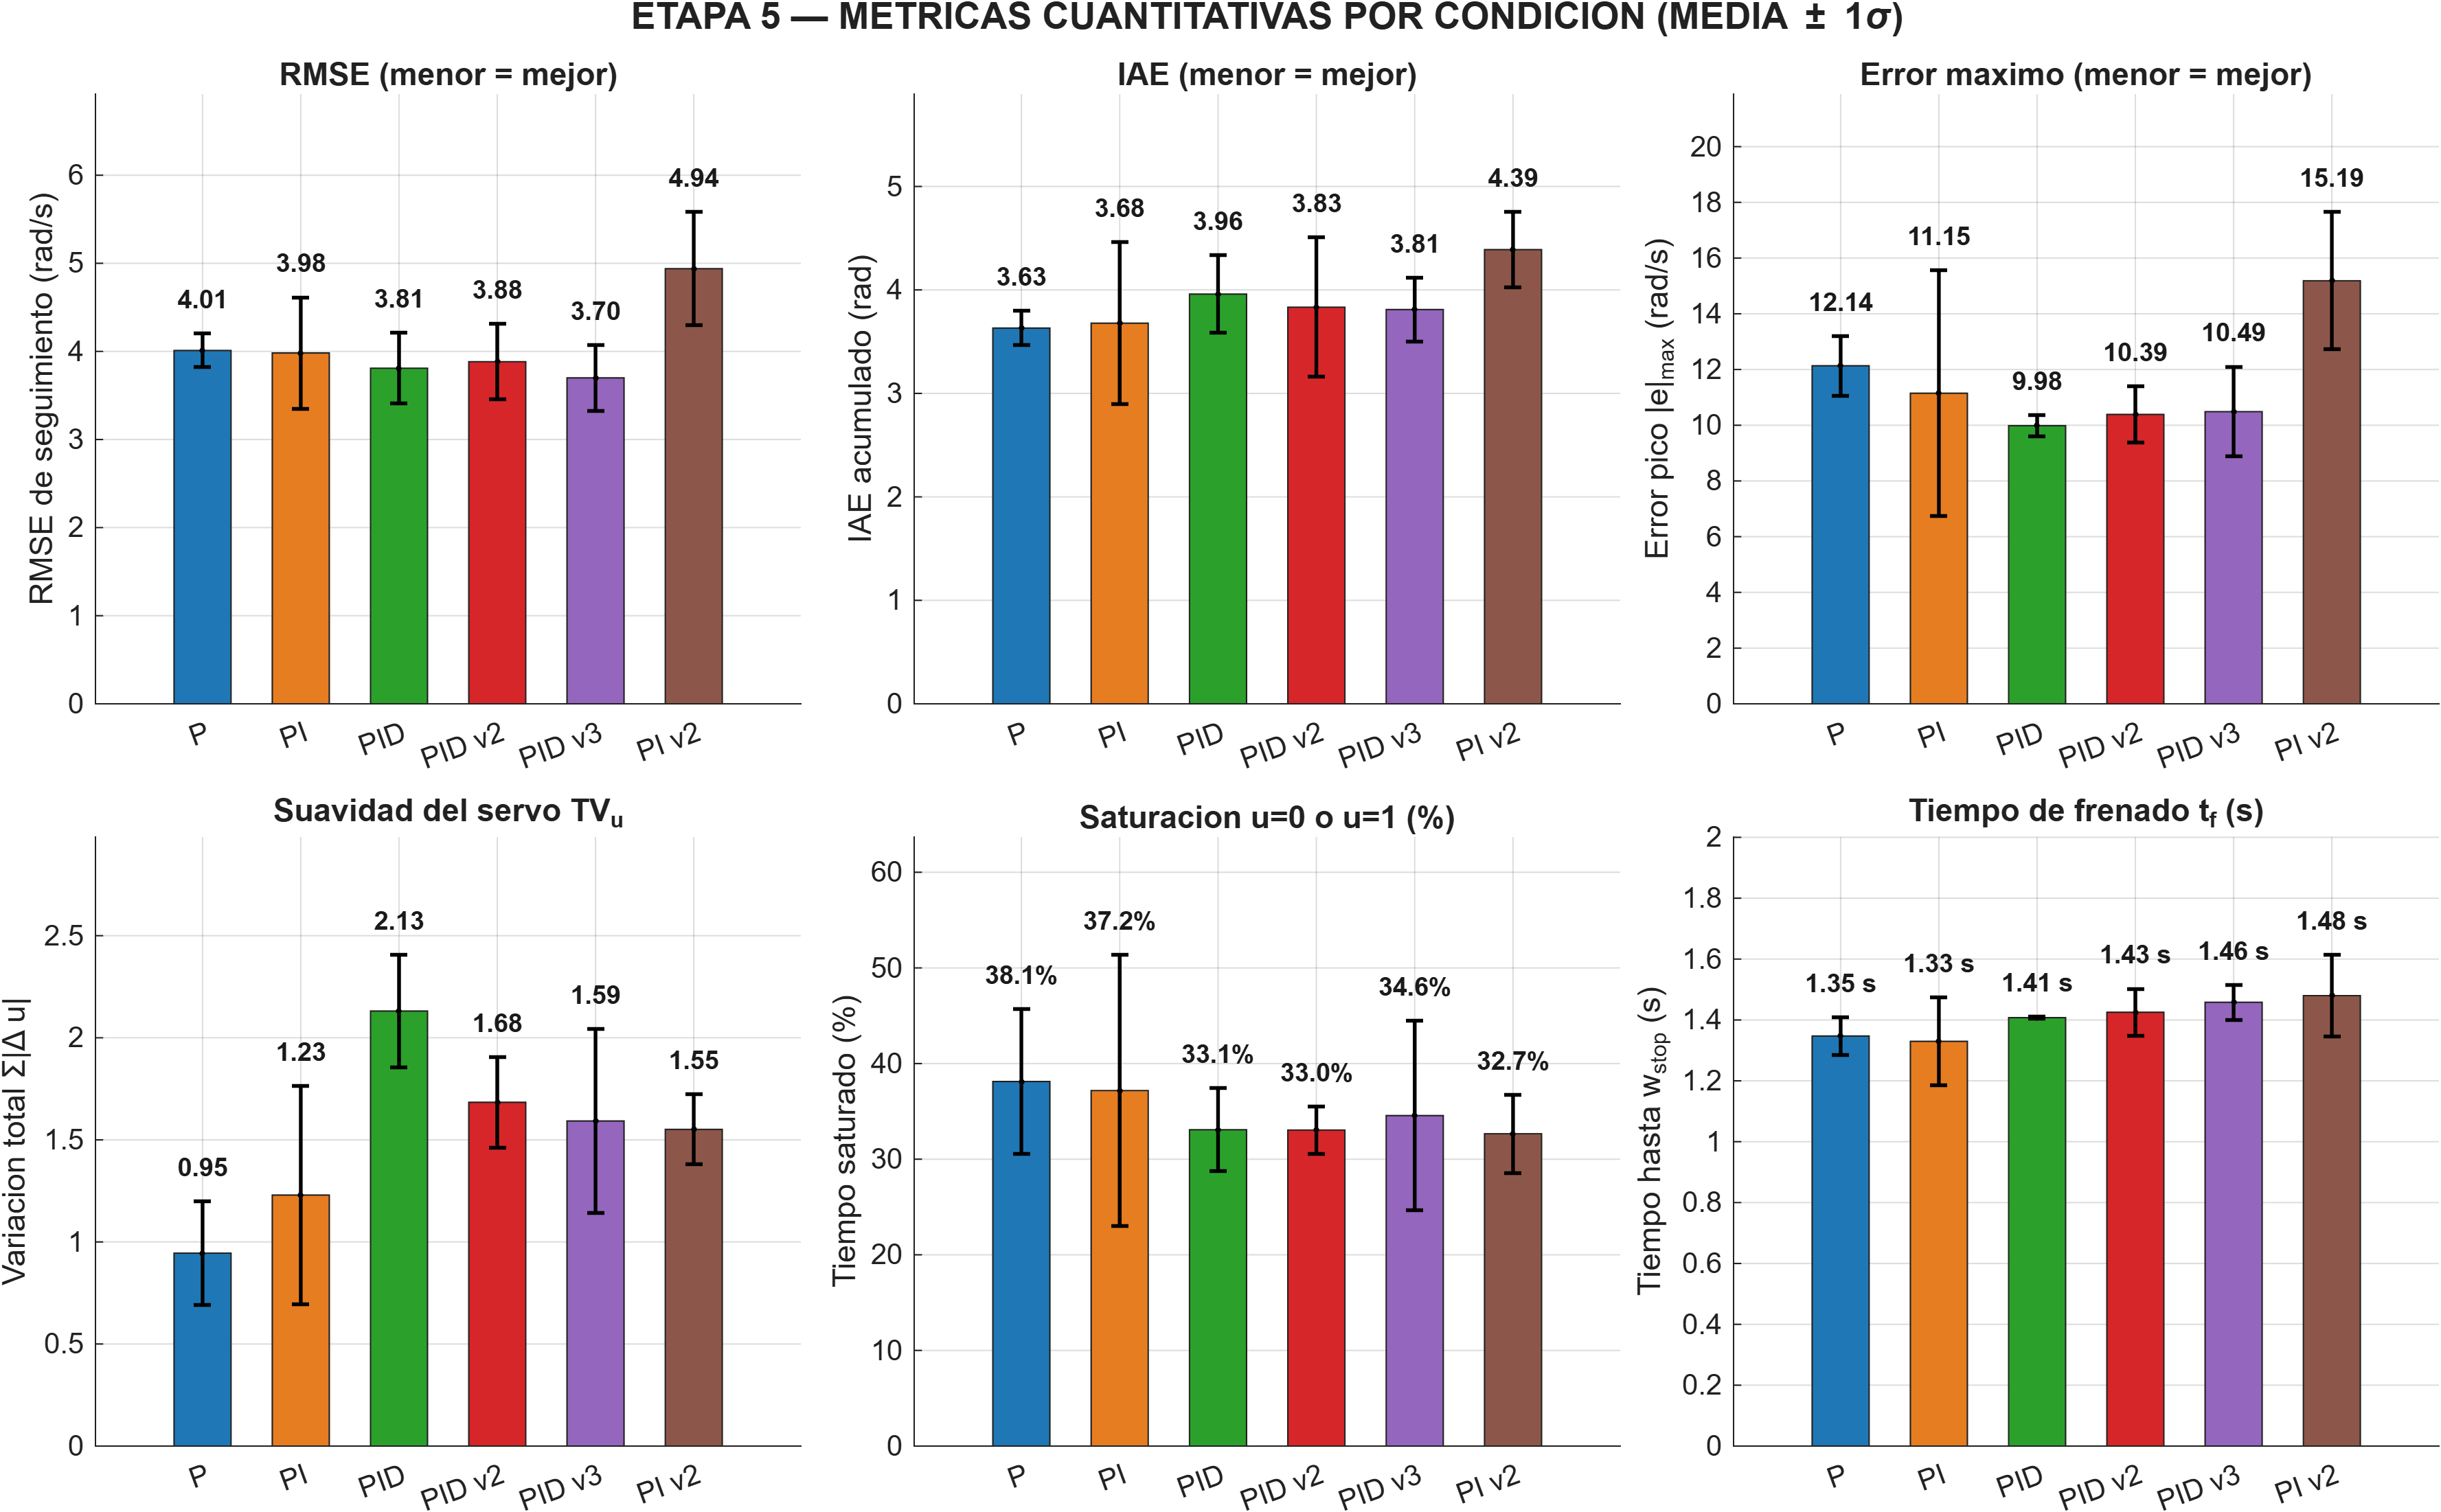 ETAPA 5 — METRICAS CUANTITATIVAS POR CONDICION (MEDIA ± 1σ)
RMSE (menor = mejor)
RMSE de seguimiento (rad/s)
6
5
4
3
2
1
0
4.01
3.98
3.81
3.88
3.70
4.94
P
PI
PID
PID v2
PID v3
PI v2
IAE (menor = mejor)
IAE acumulado (rad)
5
4
3
2
1
0
3.63
3.68
3.96
3.83
3.81
4.39
P
PI
PID
PID v2
PID v3
PI v2
Error maximo (menor = mejor)
Error pico |e|max (rad/s)
20
18
16
14
12
10
8
6
4
2
0
12.14
11.15
9.98
10.39
10.49
15.19
P
PI
PID
PID v2
PID v3
PI v2
Suavidad del servo TVu
Variacion total Σ|Δ u|
2.5
2
1.5
1
0.5
0
0.95
1.23
2.13
1.68
1.59
1.55
P
PI
PID
PID v2
PID v3
PI v2
Saturacion u=0 o u=1 (%)
Tiempo saturado (%)
60
50
40
30
20
10
0
38.1%
37.2%
33.1%
33.0%
34.6%
32.7%
P
PI
PID
PID v2
PID v3
PI v2
Tiempo de frenado tf (s)
Tiempo hasta wstop (s)
2
1.8
1.6
1.4
1.2
1
0.8
0.6
0.4
0.2
0
1.35 s
1.33 s
1.41 s
1.43 s
1.46 s
1.48 s
P
PI
PID
PID v2
PID v3
PI v2